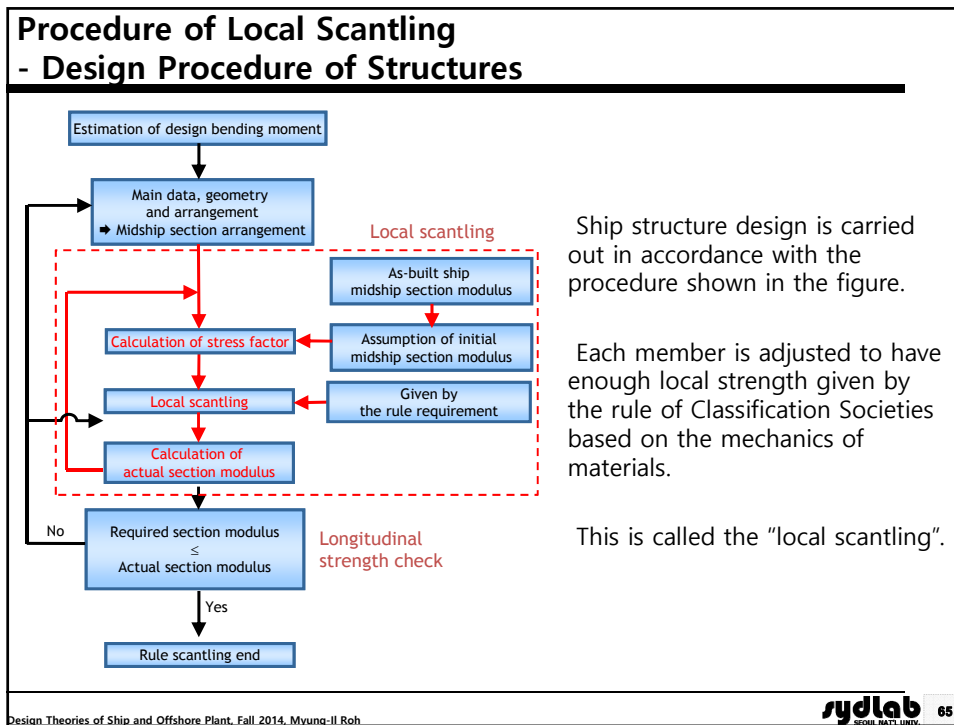 Procedure of Local Scantling
- Design Procedure of Structures
Estimation of design bending moment
Main data, geometry
and arrangement
➡ Midship section arrangement
Local scantling
As-built ship
midship section modulus
Calculation of stress factor
Assumption of initial
midship section modulus
Local scantling
Given by
the rule requirement
Calculation of
actual section modulus
No
Required section modulus
≤
Actual section modulus
Longitudinal
strength check
Yes
Rule scantling end
Ship structure design is carried
out in accordance with the
procedure shown in the figure.
Each member is adjusted to have
enough local strength given by
the rule of Classification Societies
based on the mechanics of
materials.
This is called the "local scantling".
Design Theories of Ship and Offshore Plant, Fall 2014, Myung-Il Roh
sydlab
SEOUL NAT'L UNIV.
65